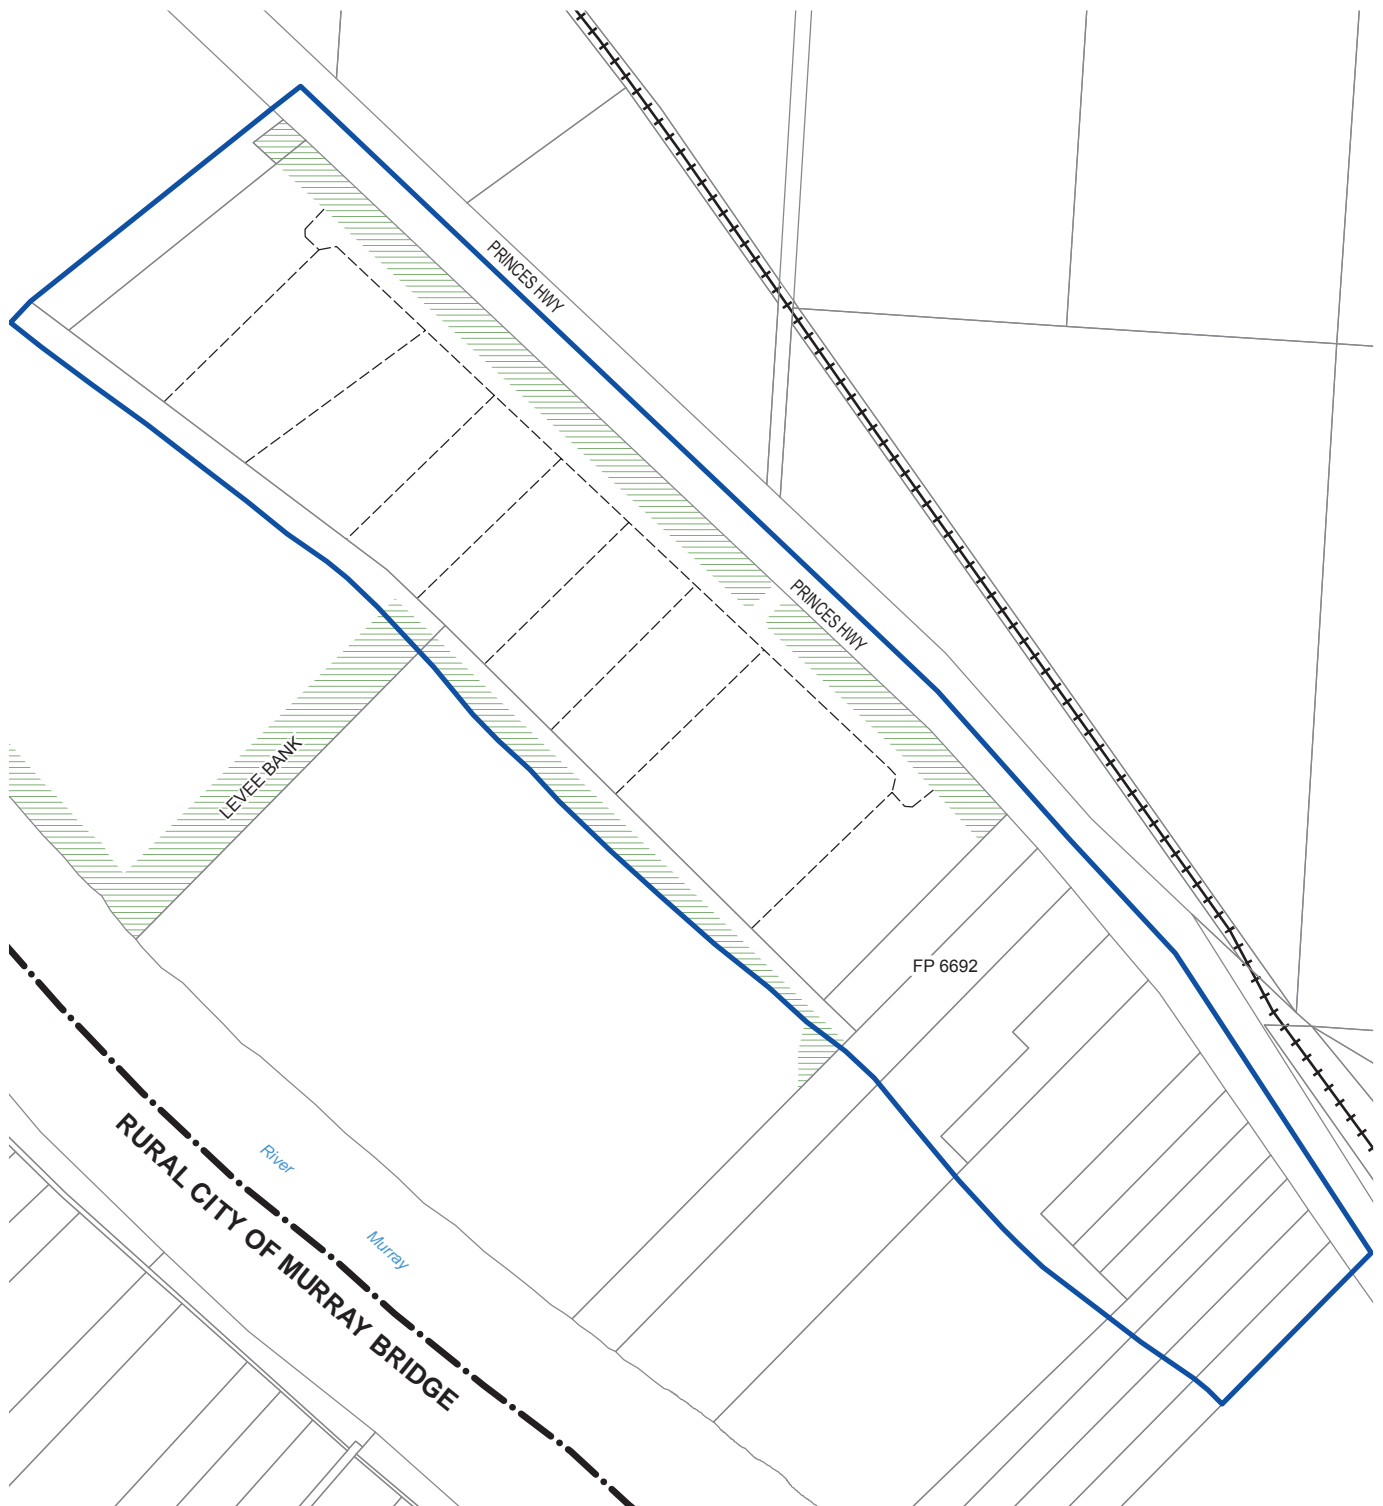 PRINCES HWY
PRINCES HWY
LEVEE BANK
FP 6692
River
Murray
RURAL CITY OF MURRAY BRIDGE